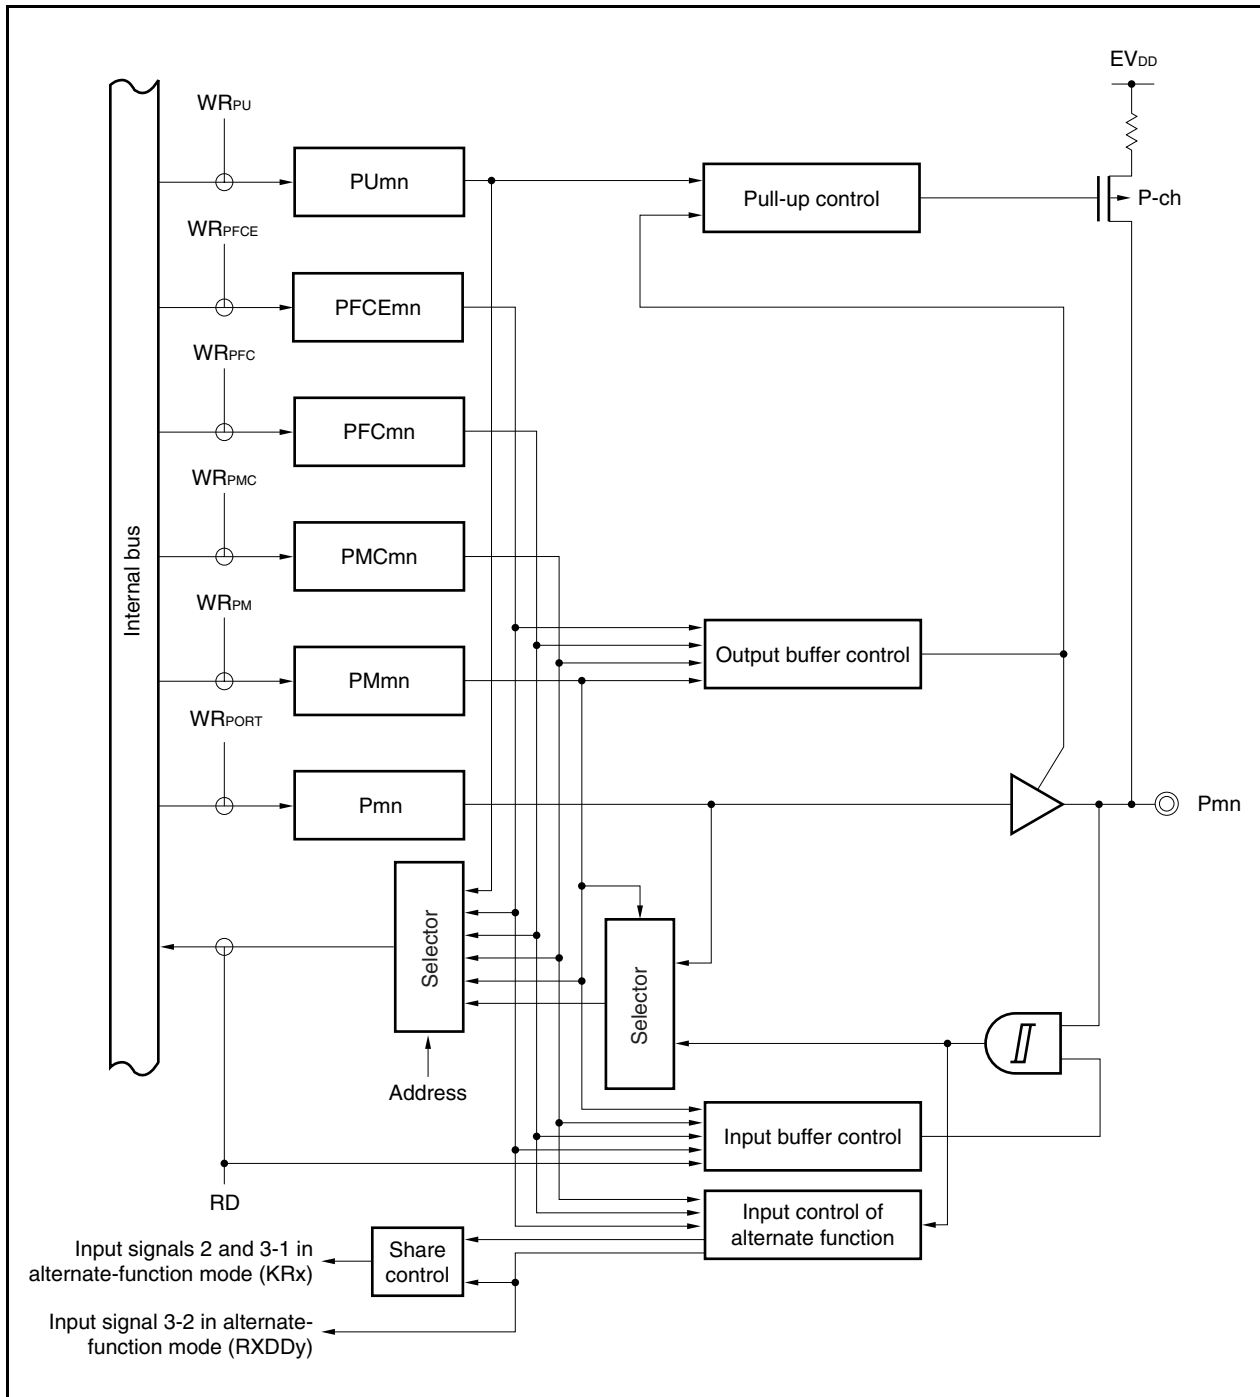 EVDD
WRPU
PUmn
Pull-up control
P-ch
WRPFCE
PFCEmn
WRPFC
PFCmn
WRPMC
PMCmn
Internal bus
WRPM
PMmn
Output buffer control
WRPORT
Pmn
Pmn
Selector
Selector
Address
Input buffer control
RD
Input control of
alternate function
Input signals 2 and 3-1 in
alternate-function mode (KRx)
Share
control
Input signal 3-2 in alternate-
function mode (RXDDy)